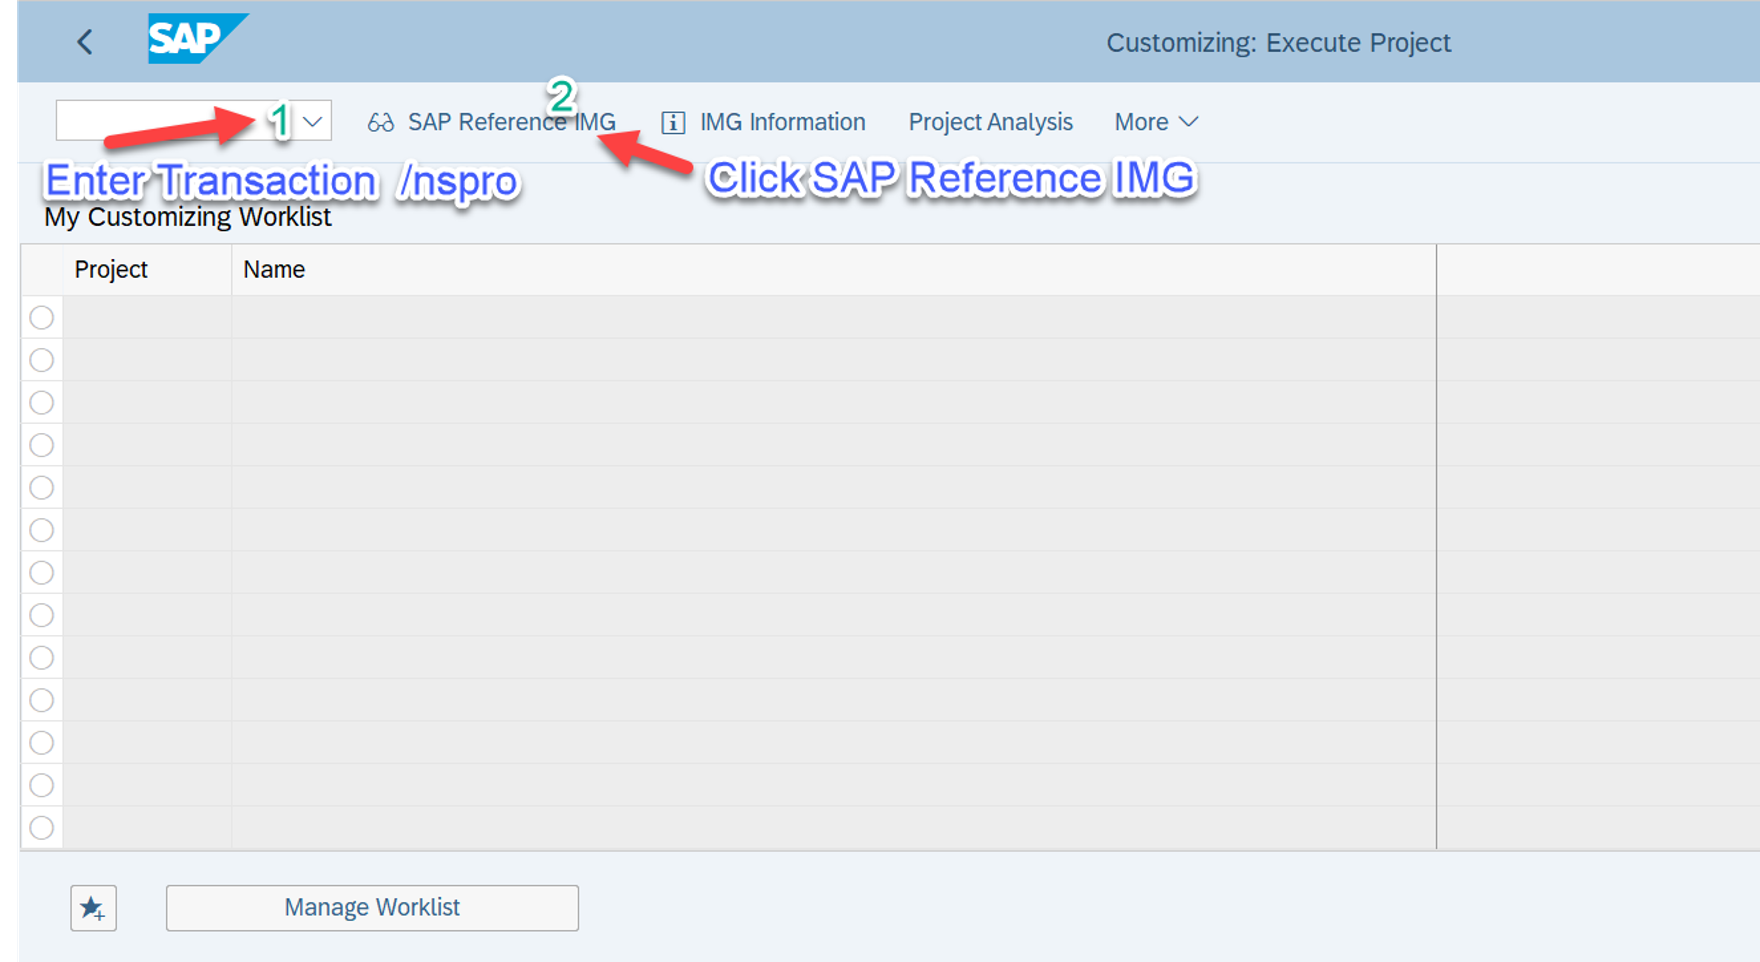 SAP
Customizing: Execute Project
1
2
SAP Reference IMG
IMG Information
Project Analysis
More
Enter Transaction /nspro
Click SAP Reference IMG
My Customizing Worklist
Project
Name
Manage Worklist